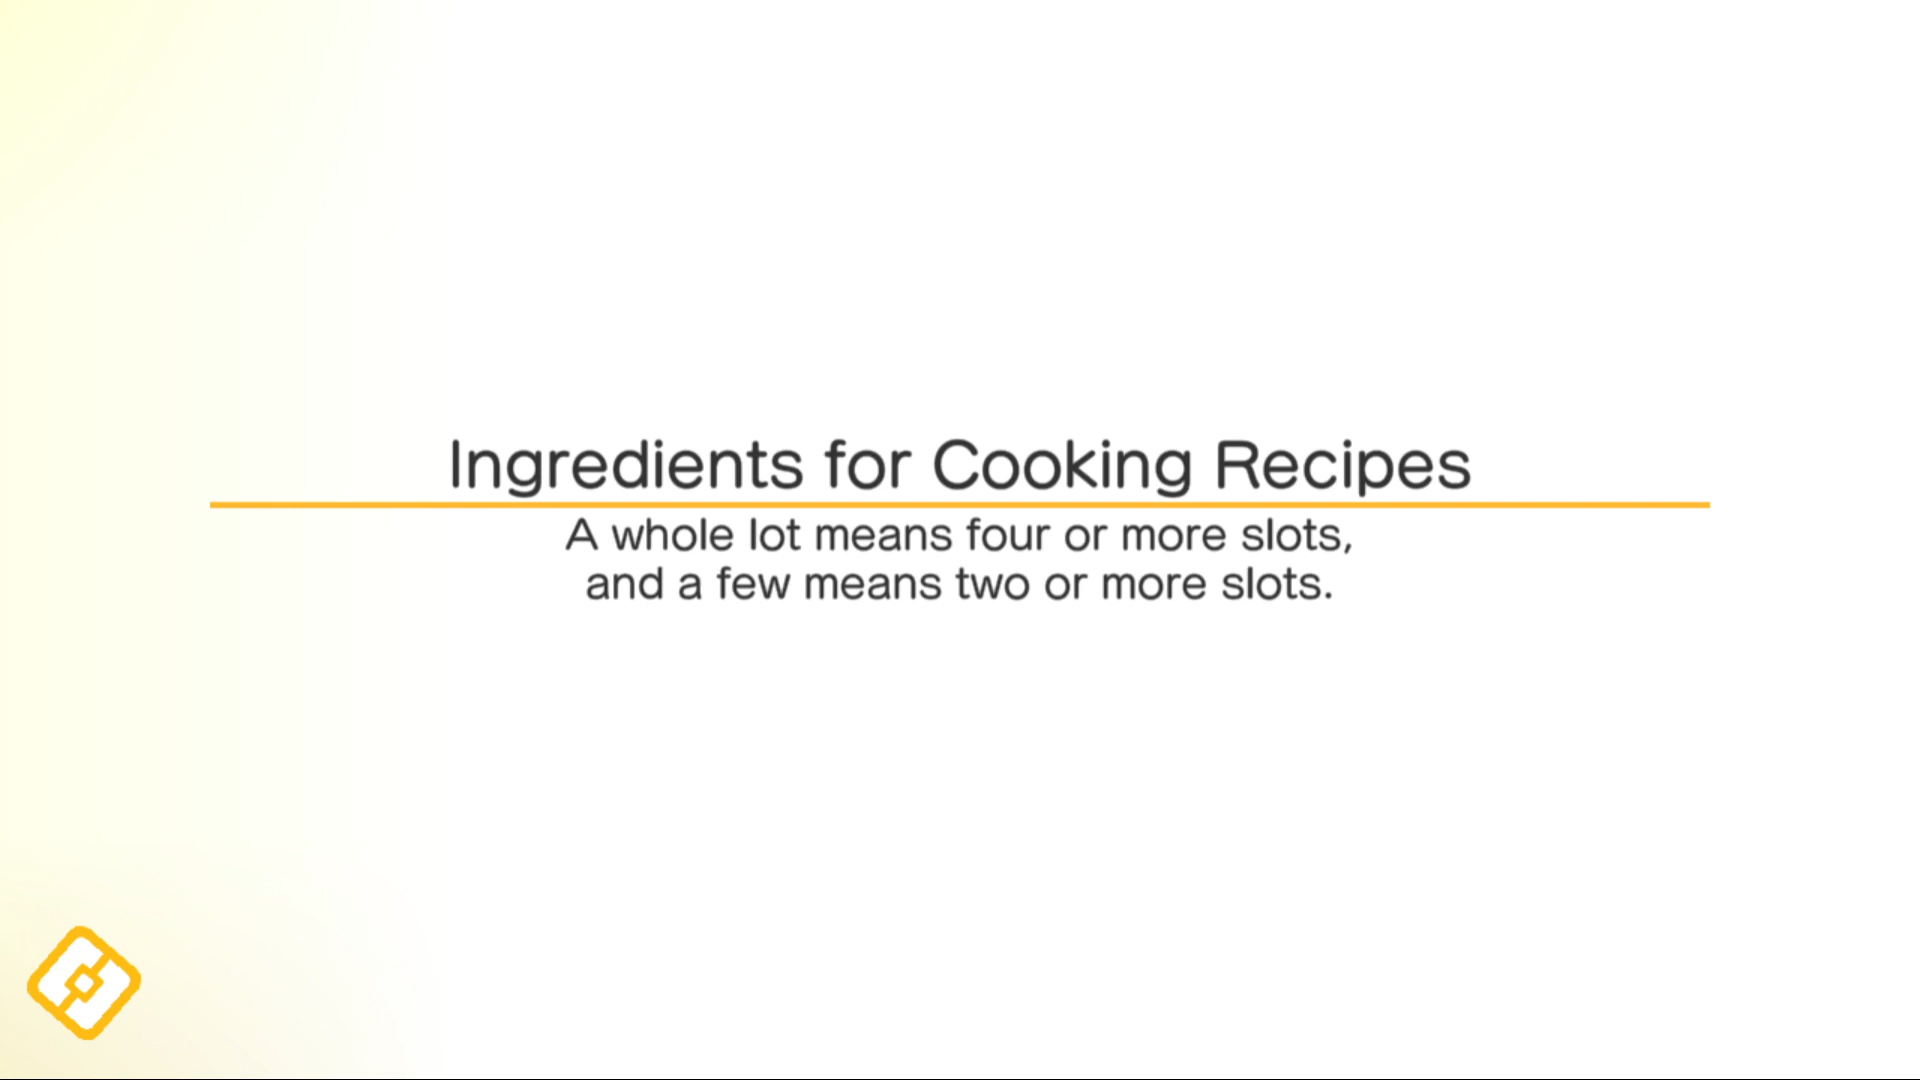 Ingredients for Cooking Recipes
A whole lot means four or more slots,
and a few means two or more slots.